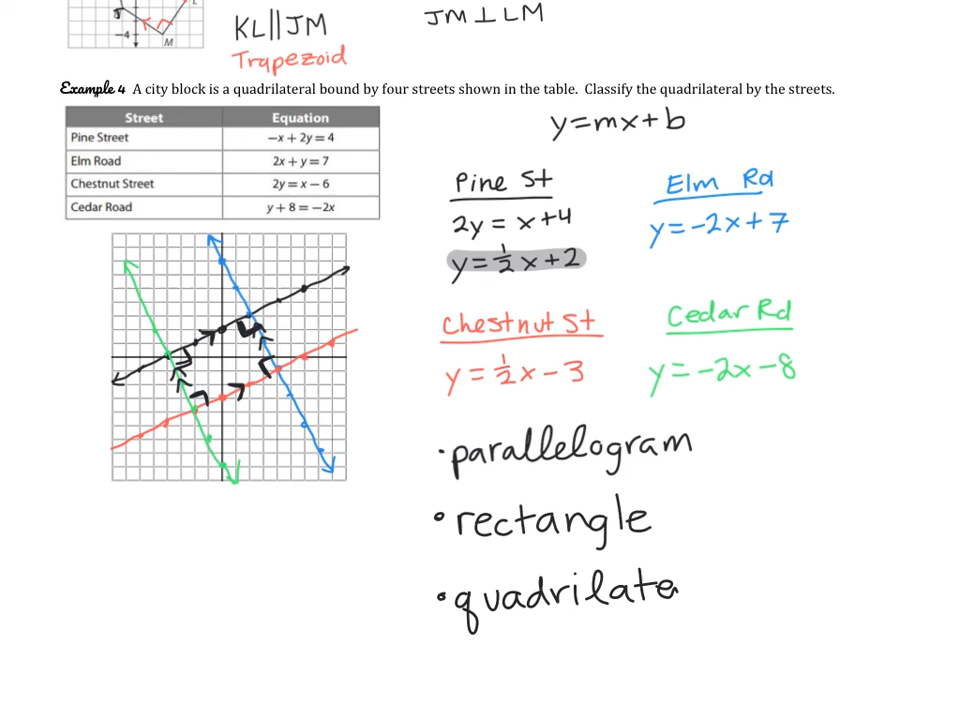 J
-4
M
L
KL||JM
JM⊥LM
Trapezoid
Example 4 A city block is a quadrilateral bound by four streets shown in the table. Classify the quadrilateral by the streets.
Street Equation
Pine Street −x + 2y = 4
Elm Road 2x + y = 7
Chestnut Street 2y = x − 6
Cedar Road y + 8 = −2x
y=mx+b
Pine St
2y = x+4
y=½x+2
Elm Rd
y=-2x+7
Chestnut St
y=½x-3
Cedar Rd
y=-2x-8
•parallelogram
•rectangle
•quadrilate